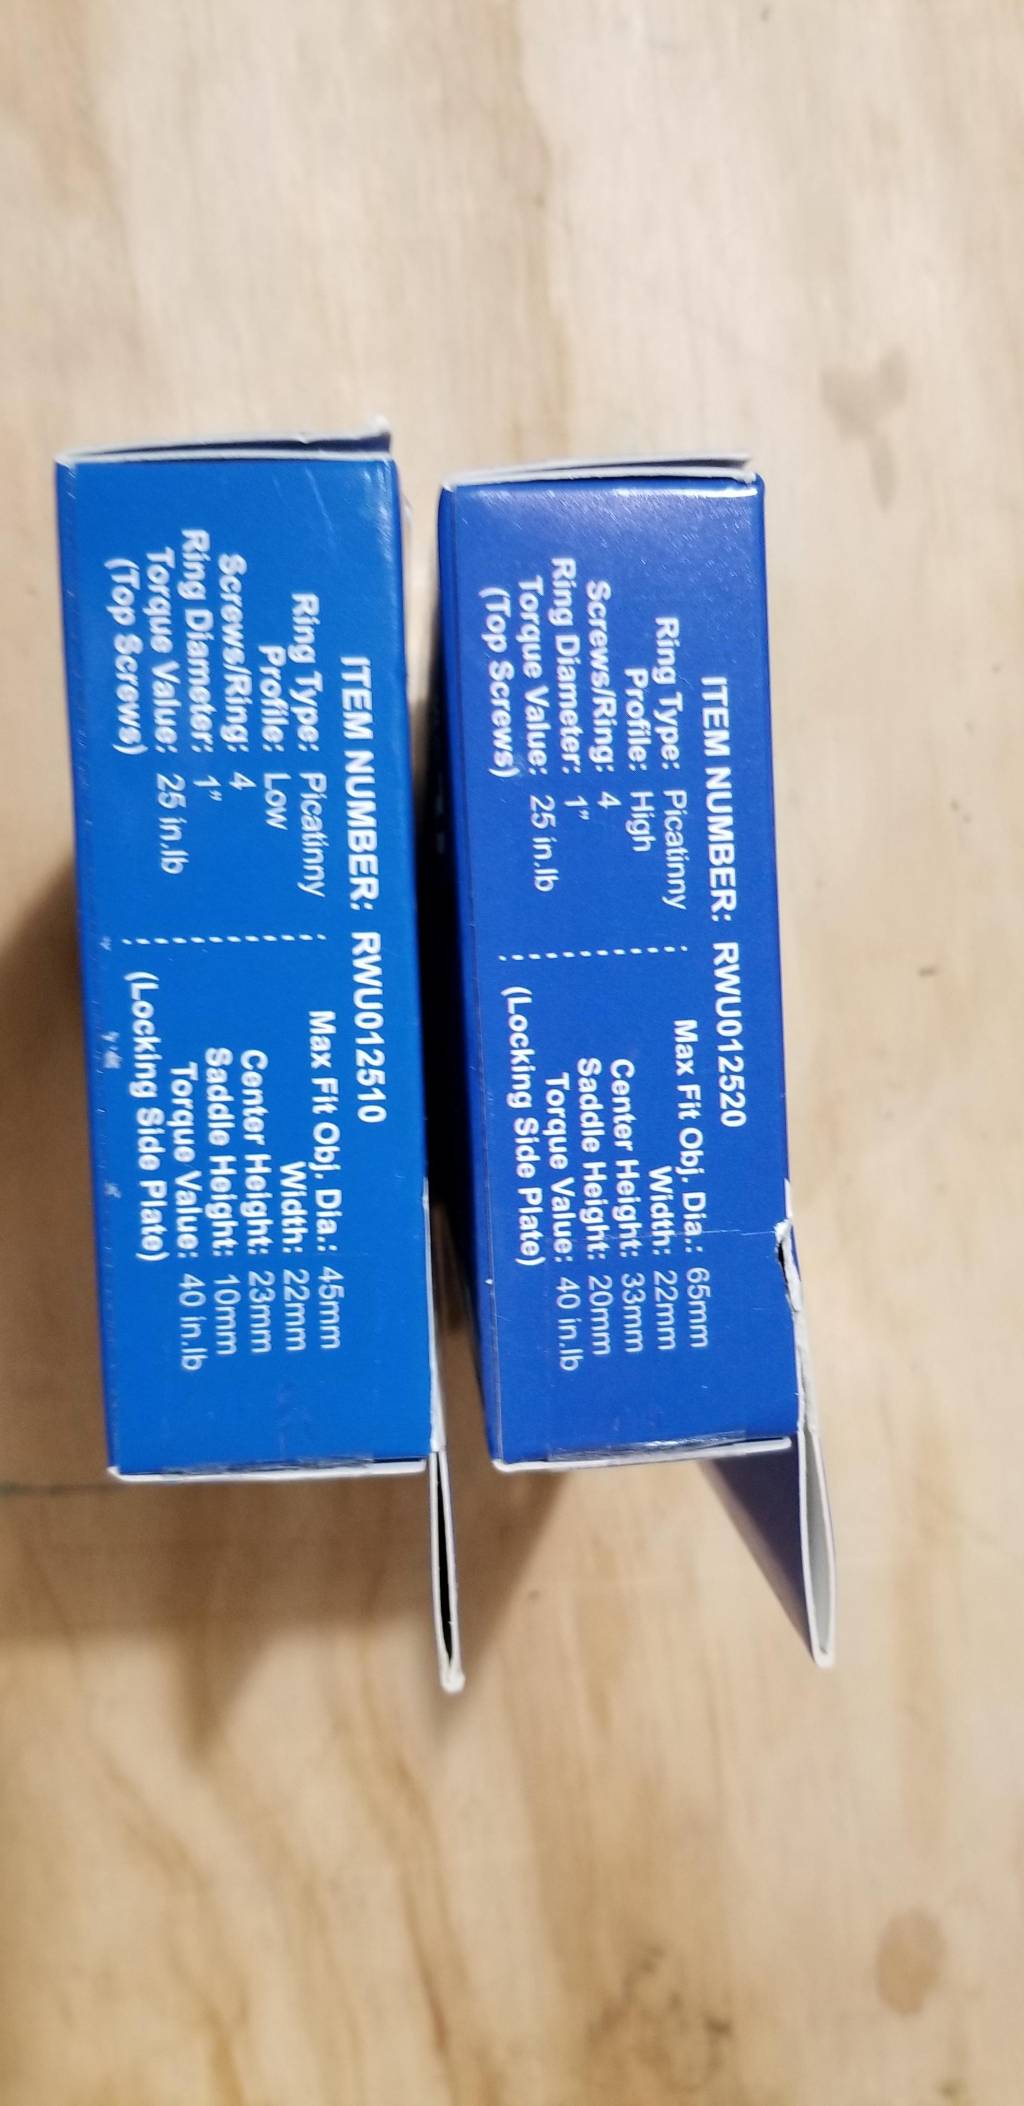 ITEM NUMBER: RWU012520
Ring Type: Picatinny
Profile: High
Screws/Ring: 4
Ring Diameter: 1"
Torque Value: 25 in.lb
(Top Screws)
Max Fit Obj. Dia.: 65mm
Width: 22mm
Center Height: 33mm
Saddle Height: 20mm
Torque Value: 40 in.lb
(Locking Side Plate)
ITEM NUMBER: RWU012510
Ring Type: Picatinny
Profile: Low
Screws/Ring: 4
Ring Diameter: 1"
Torque Value: 25 in.lb
(Top Screws)
Max Fit Obj. Dia.: 45mm
Width: 22mm
Center Height: 23mm
Saddle Height: 10mm
Torque Value: 40 in.lb
(Locking Side Plate)